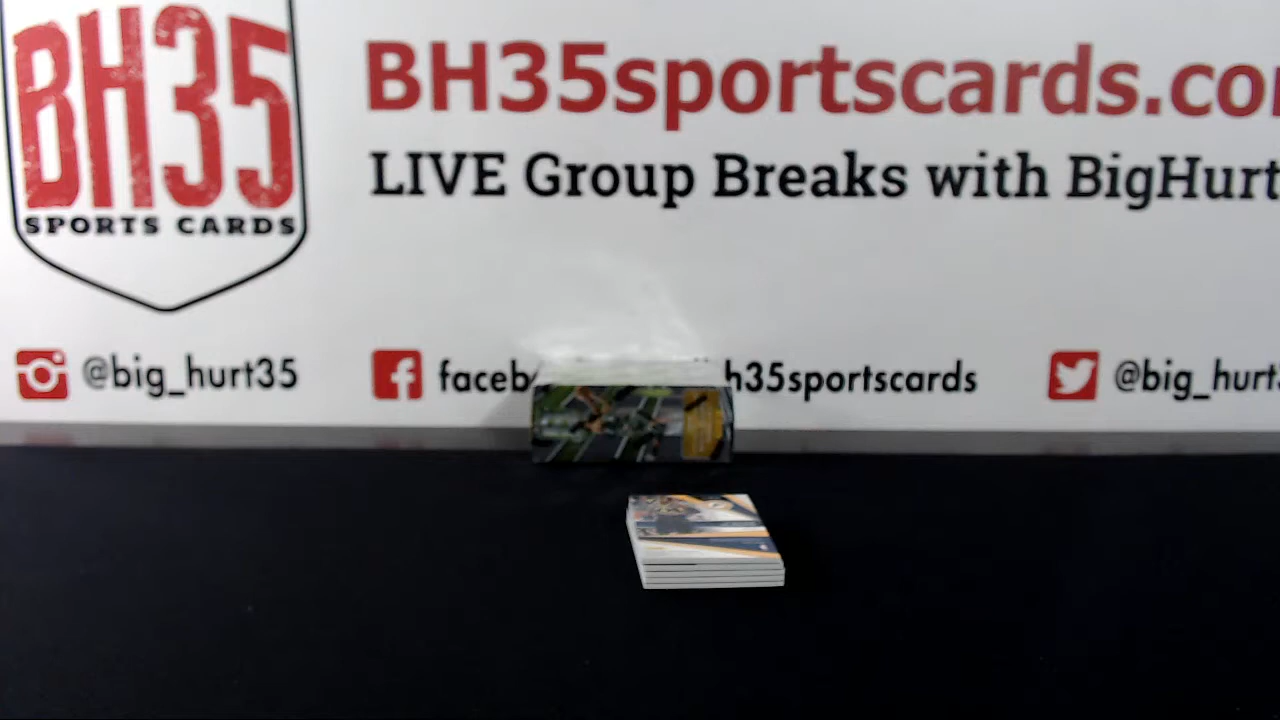 BH35
SPORTS CARDS
BH35sportscards.co
LIVE Group Breaks with BigHurt
@big_hurt35
faceb
h35sportscards
@big_hurt